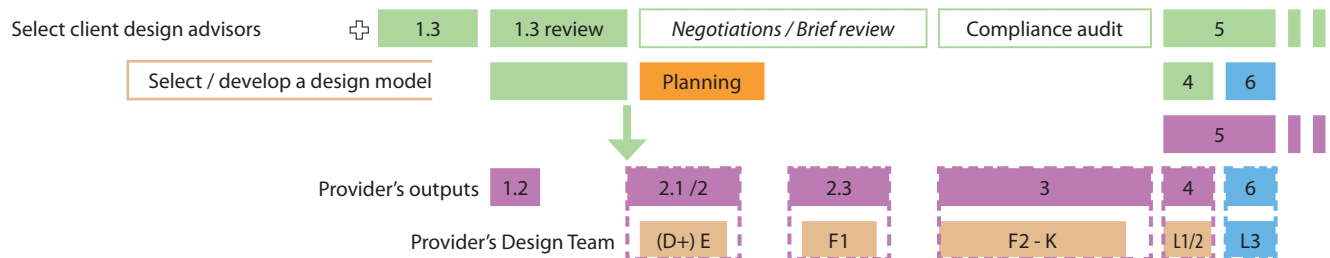 Select client design advisors 1.3 1.3 review Negotiations / Brief review Compliance audit 5
Select / develop a design model Planning 4 6
5
Provider's outputs 1.2 2.1 /2 2.3 3 4 6
Provider's Design Team (D+) E F1 F2 - K L1/2 L3